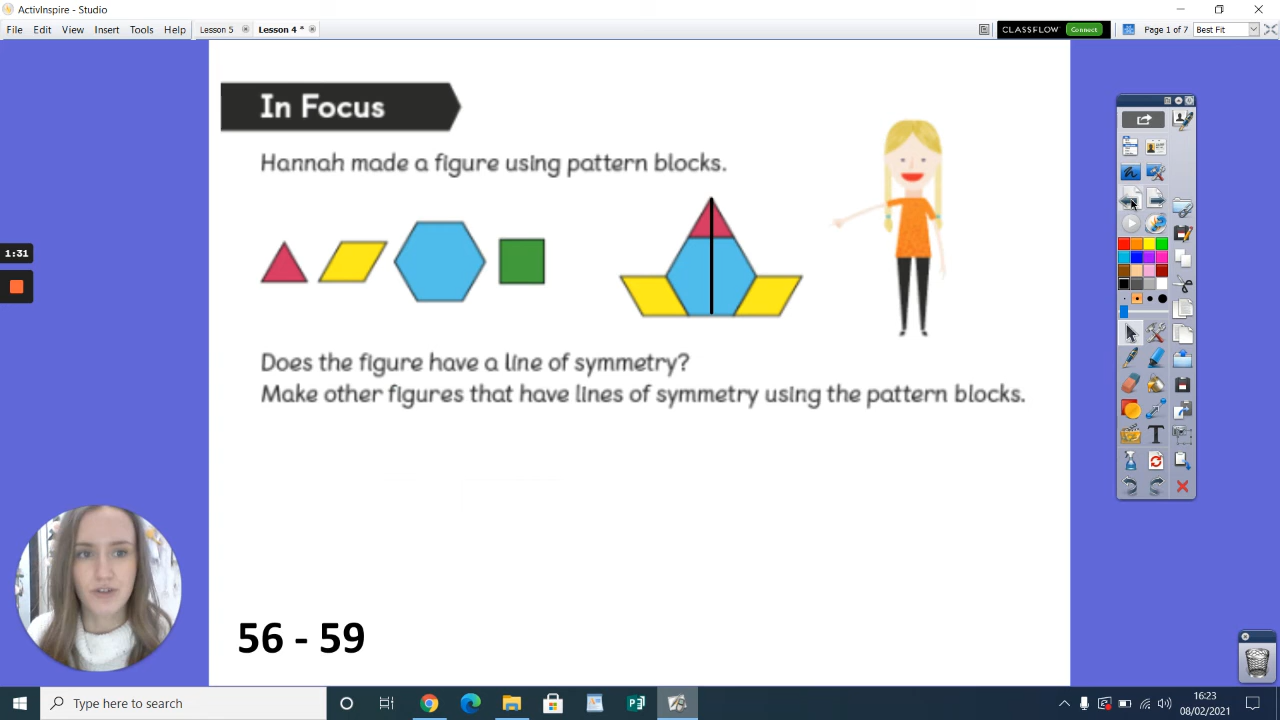 ActivInspire - Studio
File Edit View Insert Tools Help Lesson 5 Lesson 4 * CLASSFLOW Connect Page 1 of 7 Best Fit
In Focus
Hannah made a figure using pattern blocks.
1:31
Does the figure have a line of symmetry?
Make other figures that have lines of symmetry using the pattern blocks.
56 - 59
Type here to search
16:23
08/02/2021